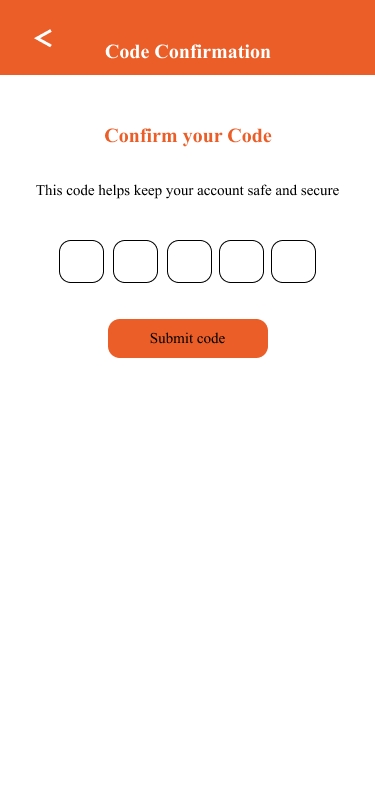 Code Confirmation
Confirm your Code
This code helps keep your account safe and secure
Submit code